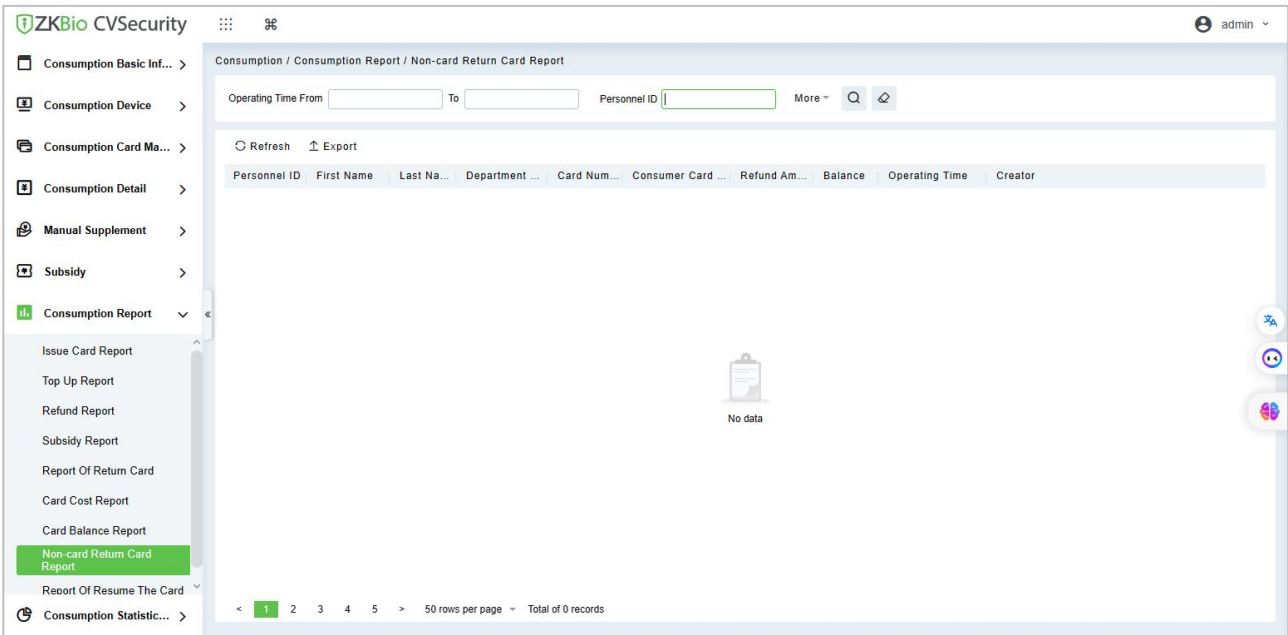 ZKBio CVSecurity
admin
Consumption Basic Inf...
Consumption Device
Consumption Card Ma...
Consumption Detail
Manual Supplement
Subsidy
Consumption Report
Issue Card Report
Top Up Report
Refund Report
Subsidy Report
Report Of Return Card
Card Cost Report
Card Balance Report
Non-card Return Card
Report
Report Of Resume The Card
Consumption Statistic...
Consumption / Consumption Report / Non-card Return Card Report
Operating Time From To Personnel ID More
Refresh Export
Personnel ID First Name Last Na... Department ... Card Num... Consumer Card ... Refund Am... Balance Operating Time Creator
No data
< 1 2 3 4 5 > 50 rows per page Total of 0 records